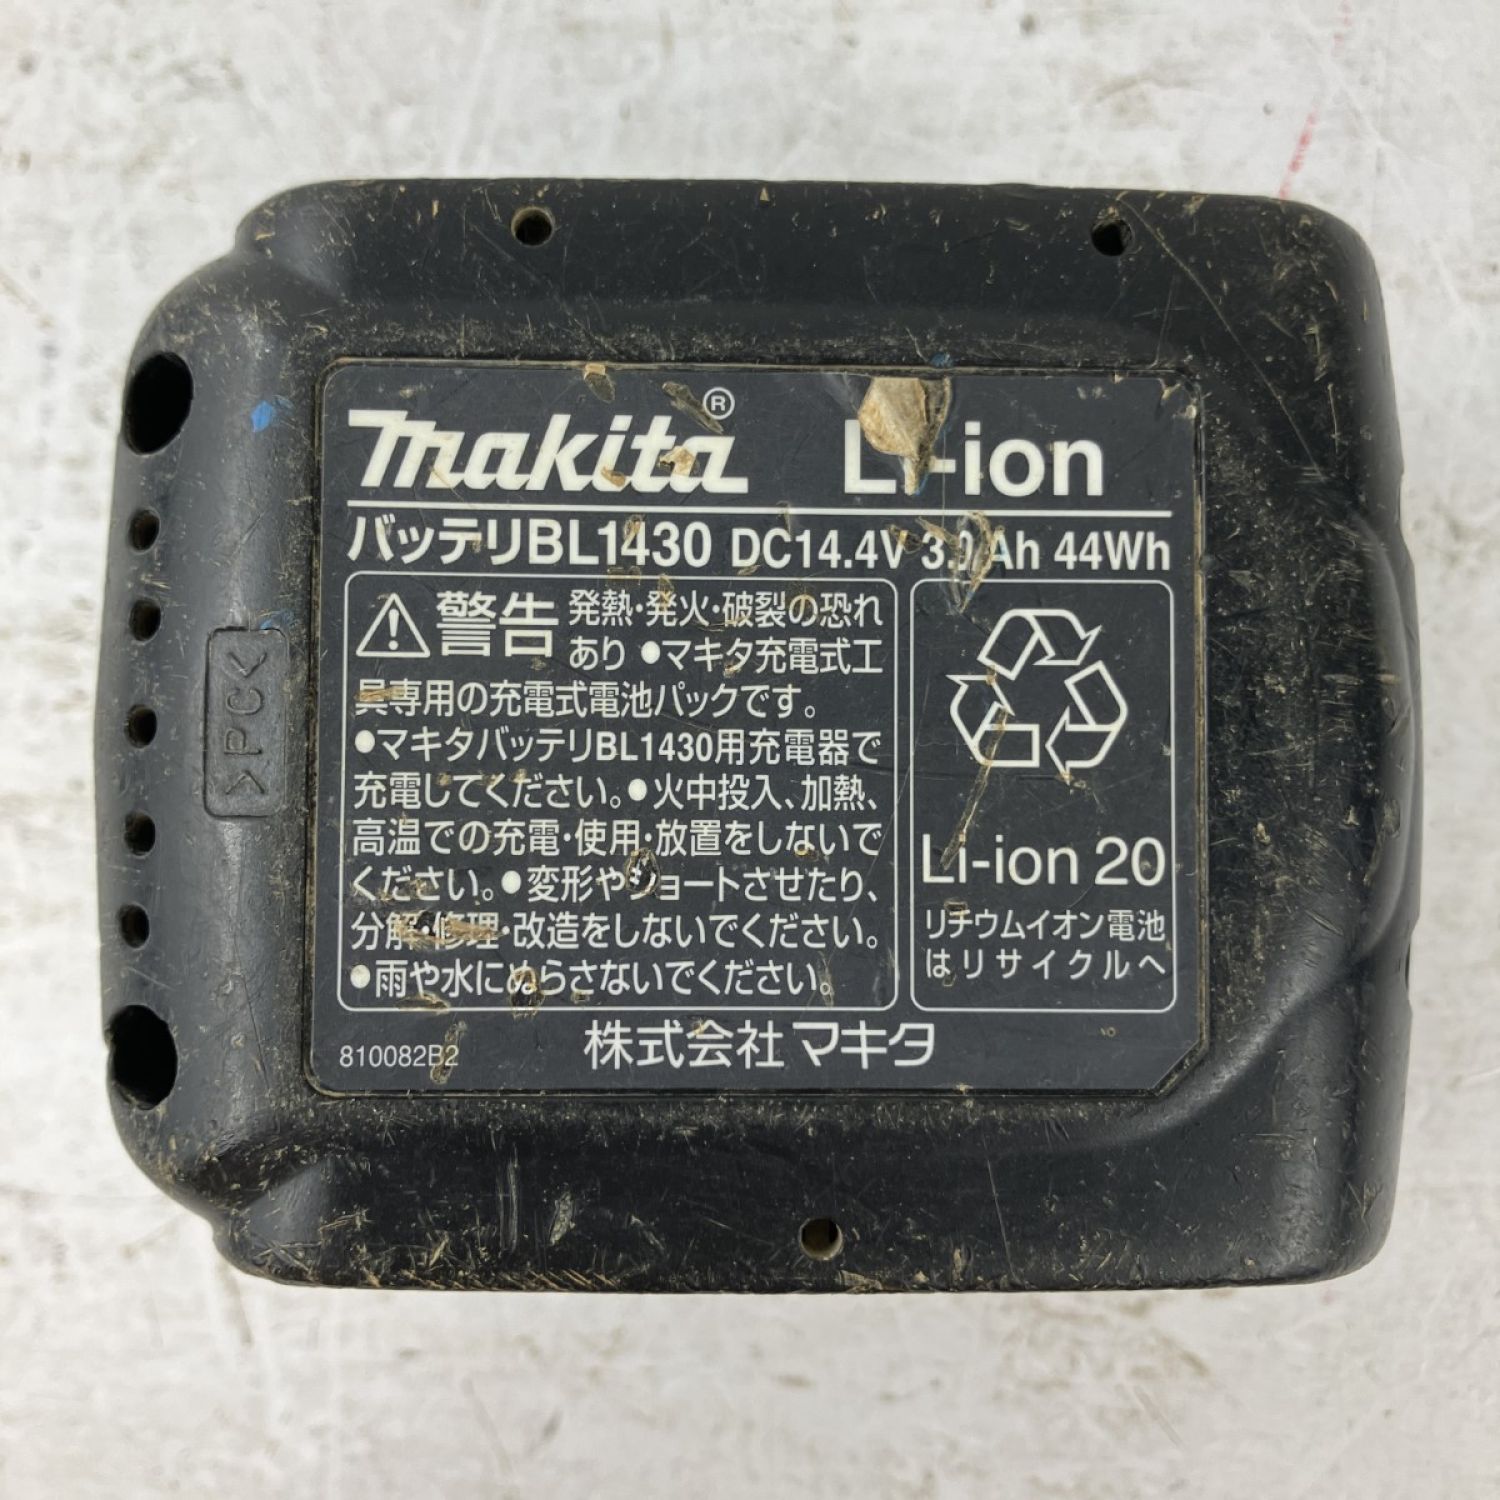 makita® Li-ion
バッテリBL1430 DC14.4V 3.0Ah 44Wh
警告 発熱・発火・破裂の恐れ
あり ●マキタ充電式工
具専用の充電式電池パックです。
●マキタバッテリBL1430用充電器で
充電してください。●火中投入、加熱、
高温での充電・使用・放置をしないで
ください。●変形やショートさせたり、
分解・修理・改造をしないでください。
●雨や水にぬらさないでください。
Li-ion 20
リチウムイオン電池
はリサイクルへ
810082B2 株式会社マキタ
>PC<